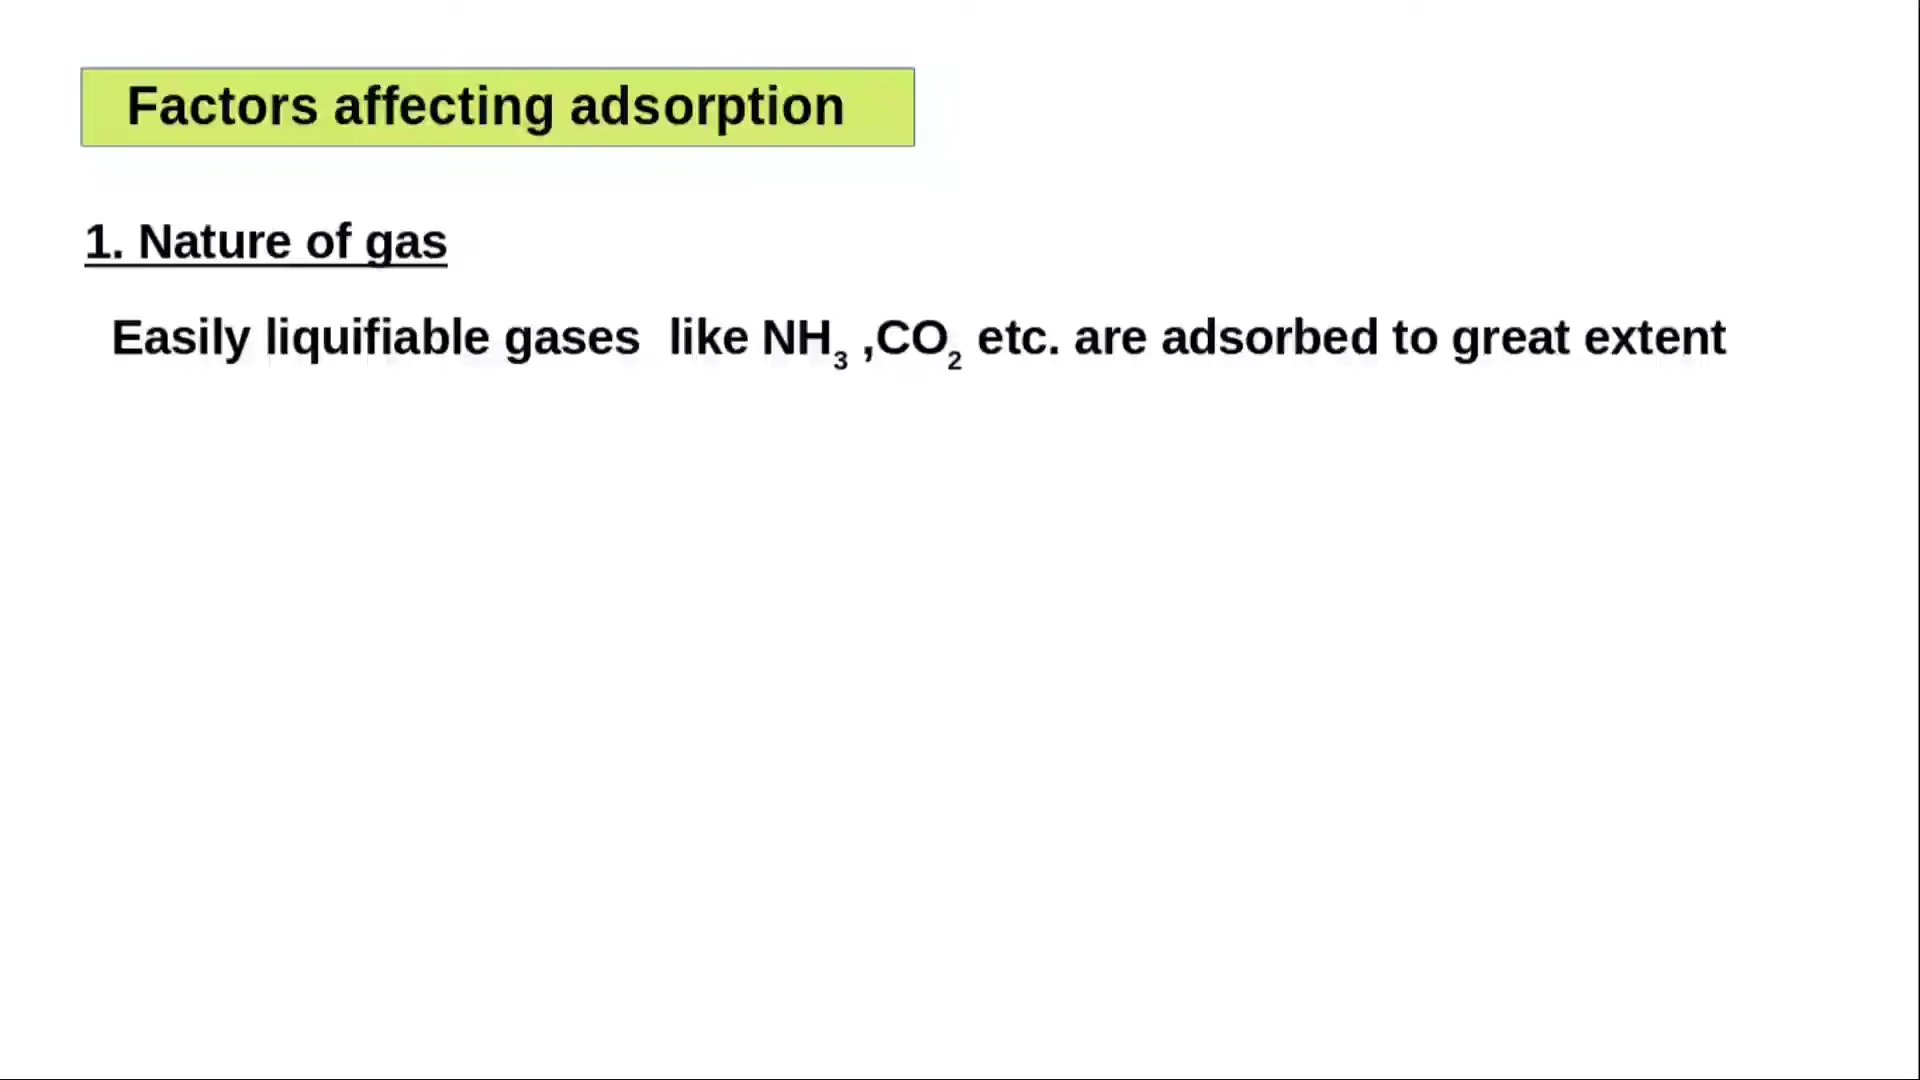 Factors affecting adsorption
1. Nature of gas
Easily liquifiable gases like NH₃ ,CO₂ etc. are adsorbed to great extent